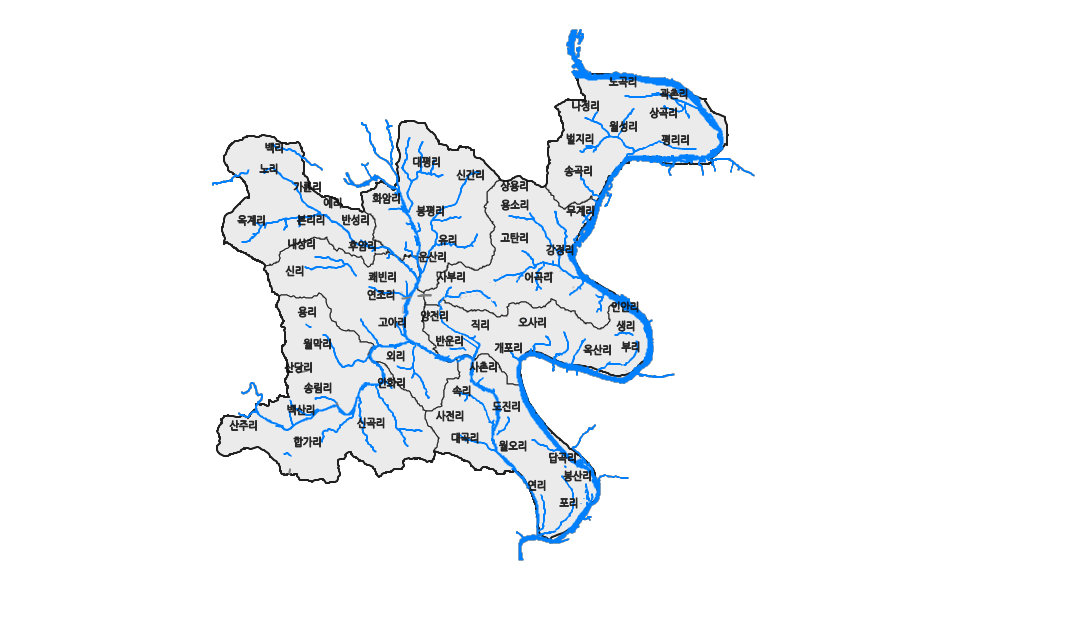 노곡리
곽촌리
나정리
상곡리
월성리
벌지리
평리리
백리
노리
대평리
송곡리
신간리
가륜리
상용리
화암리
예리
용소리
봉평리
무계리
옥계리
본리리
반성리
고탄리
유리
내상리
후암리
강정리
운산리
신리
쾌빈리
지부리
어곡리
연조리
인안리
용리
양전리
고아리
직리
오사리
생리
월막리
반운리
개포리
옥산리
부리
외리
산당리
사촌리
안화리
송림리
속리
도진리
백산리
사전리
산주리
신곡리
합가리
대곡리
월오리
답곡리
봉산리
연리
포리